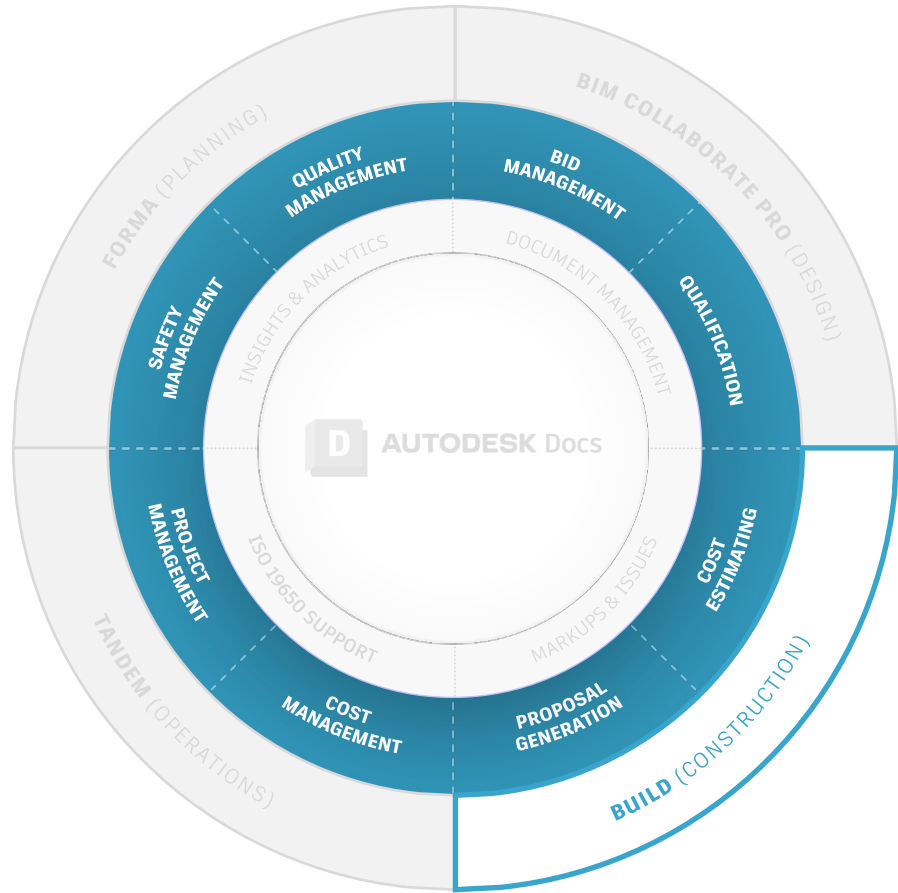 FORMA (PLANNING)
BIM COLLABORATE PRO (DESIGN)
QUALITY
MANAGEMENT
BID
MANAGEMENT
QUALIFICATION
COST
ESTIMATING
PROPOSAL
GENERATION
COST
MANAGEMENT
PROJECT
MANAGEMENT
SAFETY
MANAGEMENT
INSIGHTS & ANALYTICS
DOCUMENT MANAGEMENT
D AUTODESK Docs
ISO 19650 SUPPORT
MARKUPS & ISSUES
TANDEM (OPERATIONS)
BUILD (CONSTRUCTION)